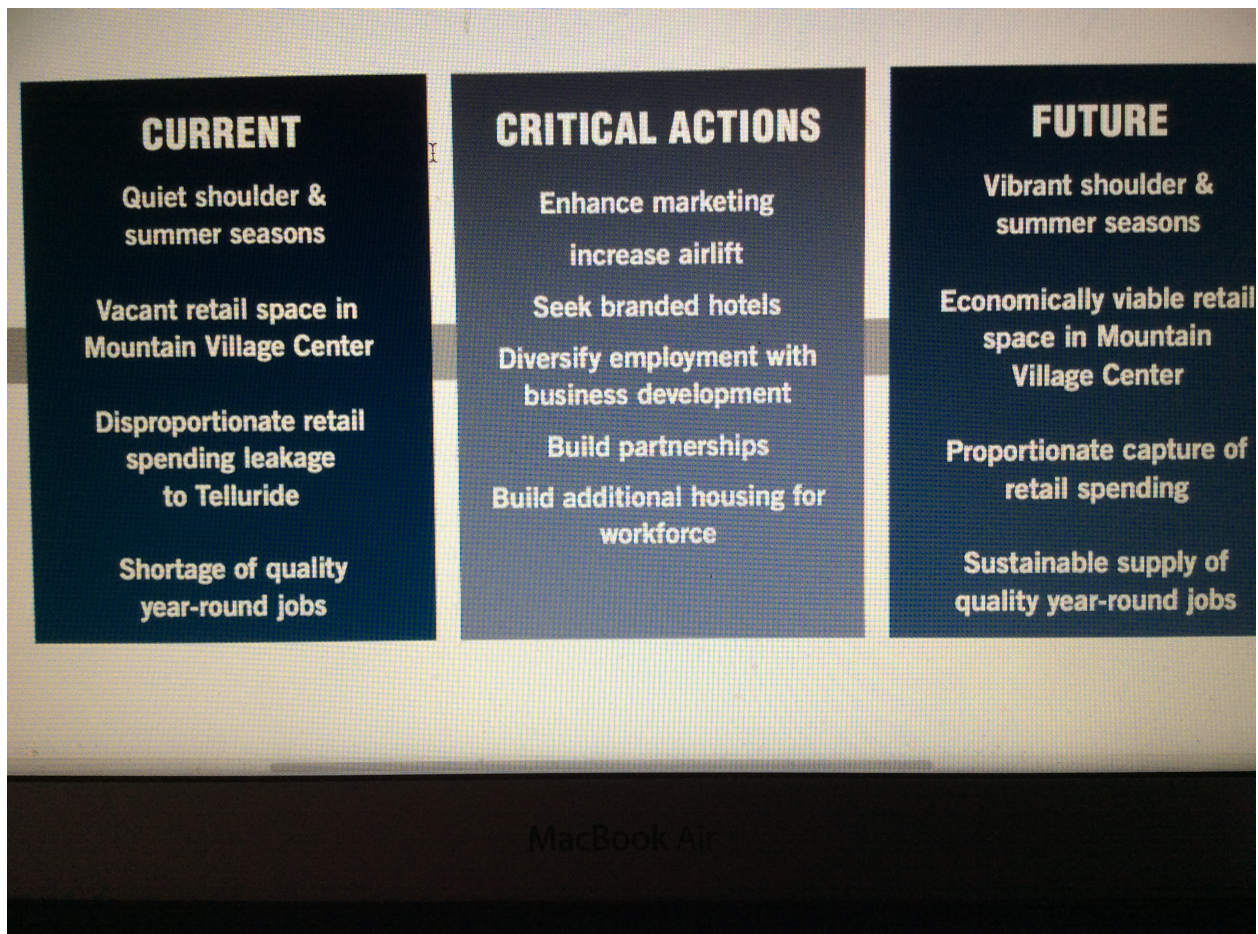 CURRENT
Quiet shoulder &
summer seasons
Vacant retail space in
Mountain Village Center
Disproportionate retail
spending leakage
to Telluride
Shortage of quality
year-round jobs
CRITICAL ACTIONS
Enhance marketing
increase airlift
Seek branded hotels
Diversify employment with
business development
Build partnerships
Build additional housing for
workforce
FUTURE
Vibrant shoulder &
summer seasons
Economically viable retail
space in Mountain
Village Center
Proportionate capture of
retail spending
Sustainable supply of
quality year-round jobs
MacBook Air